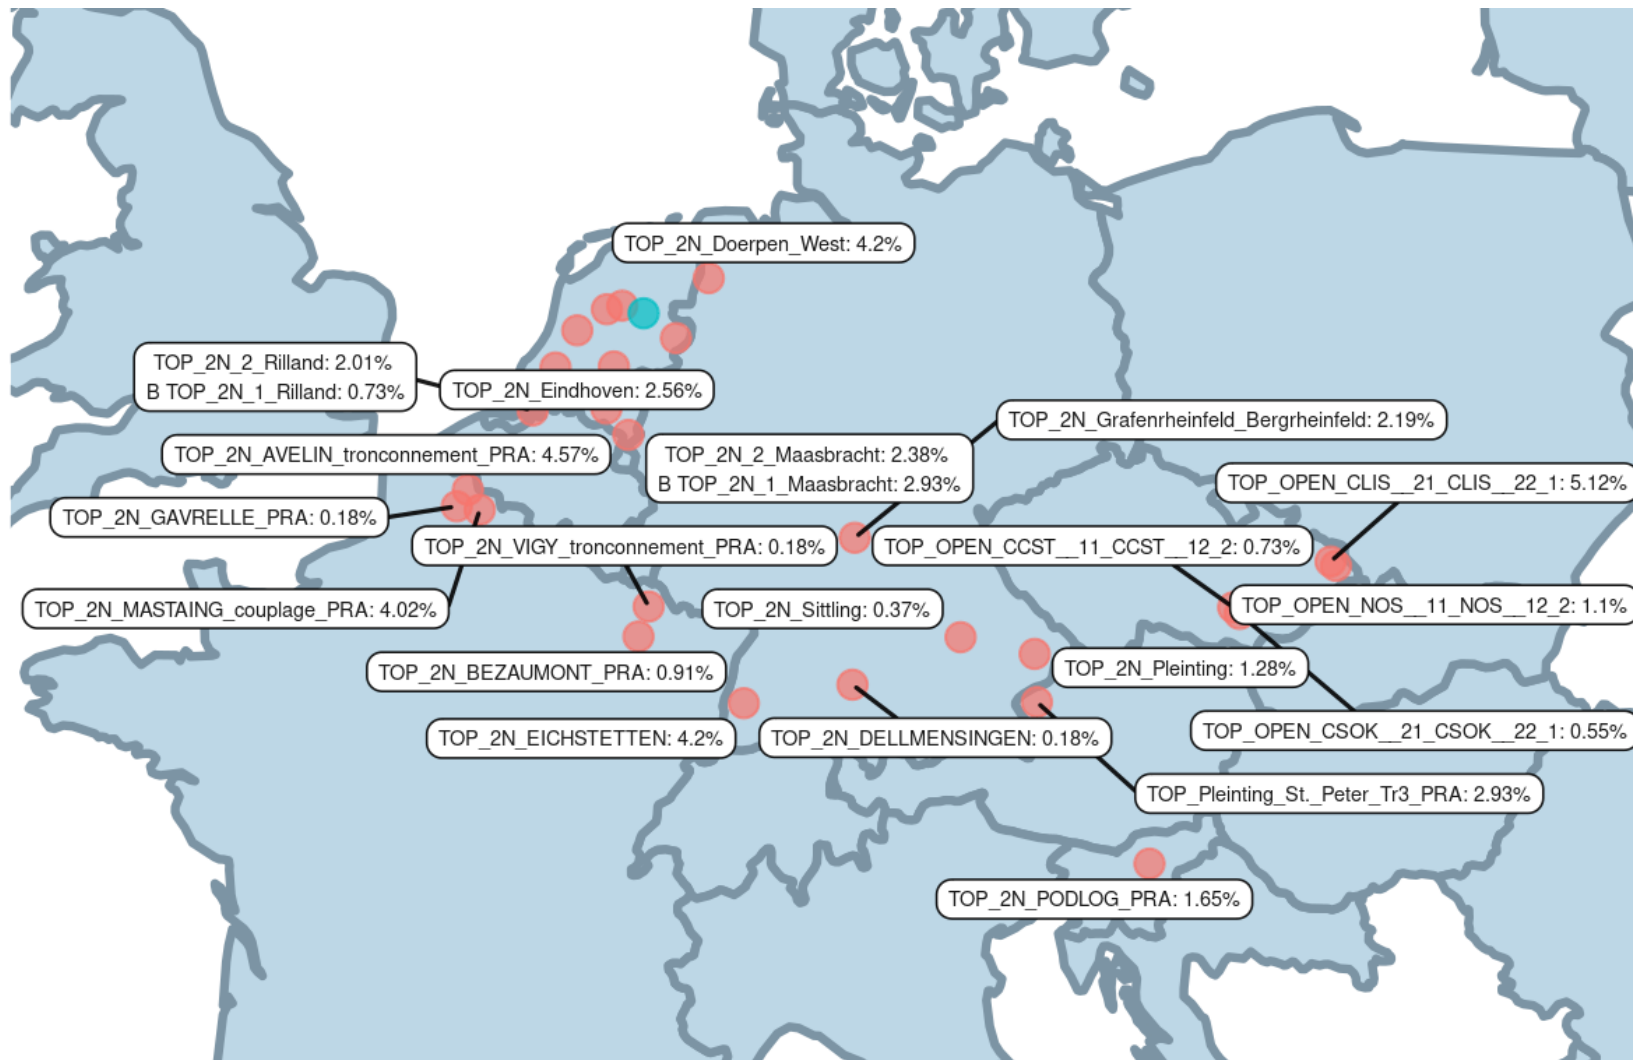 TOP_2N_Doerpen_West: 4.2%
TOP_2N_2_Rilland: 2.01%
B TOP_2N_1_Rilland: 0.73%
TOP_2N_Eindhoven: 2.56%
TOP_2N_Grafenrheinfeld_Bergrheinfeld: 2.19%
TOP_2N_AVELIN_tronconnement_PRA: 4.57%
TOP_2N_2_Maasbracht: 2.38%
B TOP_2N_1_Maasbracht: 2.93%
TOP_OPEN_CLIS__21_CLIS__22_1: 5.12%
TOP_2N_GAVRELLE_PRA: 0.18%
TOP_2N_VIGY_tronconnement_PRA: 0.18%
TOP_OPEN_CCST__11_CCST__12_2: 0.73%
TOP_2N_MASTAING_couplage_PRA: 4.02%
TOP_2N_Sittling: 0.37%
TOP_OPEN_NOS__11_NOS__12_2: 1.1%
TOP_2N_BEZAUMONT_PRA: 0.91%
TOP_2N_Pleinting: 1.28%
TOP_2N_EICHSTETTEN: 4.2%
TOP_2N_DELLMENSINGEN: 0.18%
TOP_OPEN_CSOK__21_CSOK__22_1: 0.55%
TOP_Pleinting_St._Peter_Tr3_PRA: 2.93%
TOP_2N_PODLOG_PRA: 1.65%